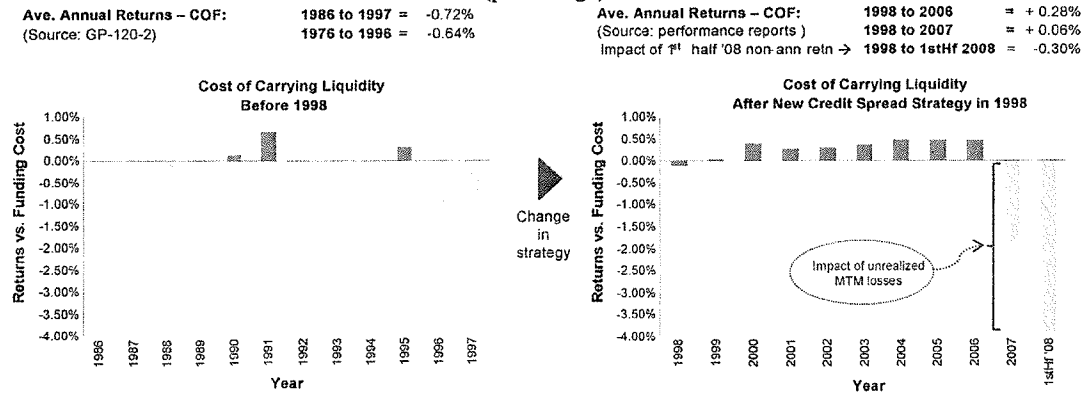 Ave. Annual Returns – COF: 1986 to 1997 = -0.72%
(Source: GP-120-2) 1976 to 1996 = -0.64%
Ave. Annual Returns – COF: 1998 to 2006 = + 0.28%
(Source: performance reports ) 1998 to 2007 = + 0.06%
Impact of 1st half '08 non-ann retn → 1998 to 1stHf 2008 = -0.30%
Cost of Carrying Liquidity
Before 1998
Returns vs. Funding Cost
1.00%
0.50%
0.00%
-0.50%
-1.00%
-1.50%
-2.00%
-2.50%
-3.00%
-3.50%
-4.00%
1986 1987 1988 1989 1990 1991 1992 1993 1994 1995 1996 1997
Year
Change
in
strategy
Cost of Carrying Liquidity
After New Credit Spread Strategy in 1998
Returns vs. Funding Cost
1.00%
0.50%
0.00%
-0.50%
-1.00%
-1.50%
-2.00%
-2.50%
-3.00%
-3.50%
-4.00%
Impact of unrealized
MTM losses
1998 1999 2000 2001 2002 2003 2004 2005 2006 2007 1stHf '08
Year